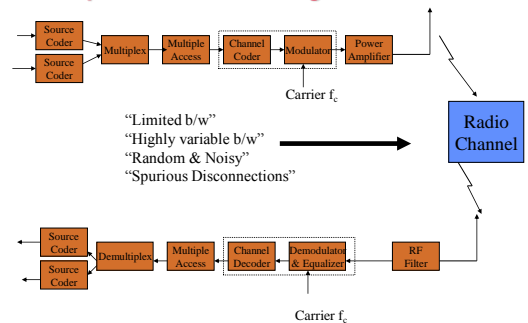 Source
Coder
Source
Coder
Multiplex
Multiple
Access
Channel
Coder
Modulator
Power
Amplifier
Carrier fc
“Limited b/w”
“Highly variable b/w”
“Random & Noisy”
“Spurious Disconnections”
Radio
Channel
Source
Coder
Source
Coder
Demultiplex
Multiple
Access
Channel
Decoder
Demodulator
& Equalizer
RF
Filter
Carrier fc